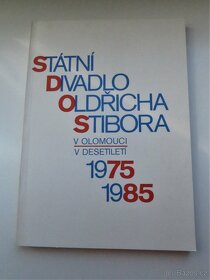 STÁTNÍ
DIVADLO
OLDŘICHA
STIBORA
V OLOMOUCI
V DESETILETÍ
1975
1985